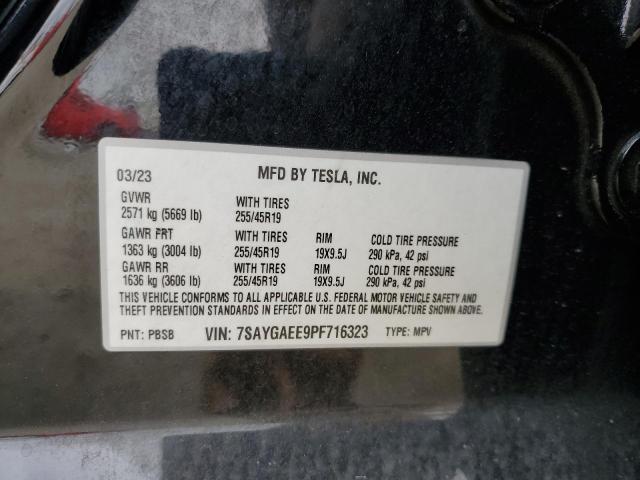 03/23 MFD BY TESLA, INC.
GVWR WITH TIRES
2571 kg (5669 lb) 255/45R19
GAWR FRT WITH TIRES RIM COLD TIRE PRESSURE
1363 kg (3004 lb) 255/45R19 19X9.5J 290 kPa, 42 psi
GAWR RR WITH TIRES RIM COLD TIRE PRESSURE
1636 kg (3606 lb) 255/45R19 19X9.5J 290 kPa, 42 psi
THIS VEHICLE CONFORMS TO ALL APPLICABLE U.S. FEDERAL MOTOR VEHICLE SAFETY AND
THEFT PREVENTION STANDARDS IN EFFECT ON THE DATE OF MANUFACTURE SHOWN ABOVE.
PNT: PBSB VIN: 7SAYGAEE9PF716323 TYPE: MPV